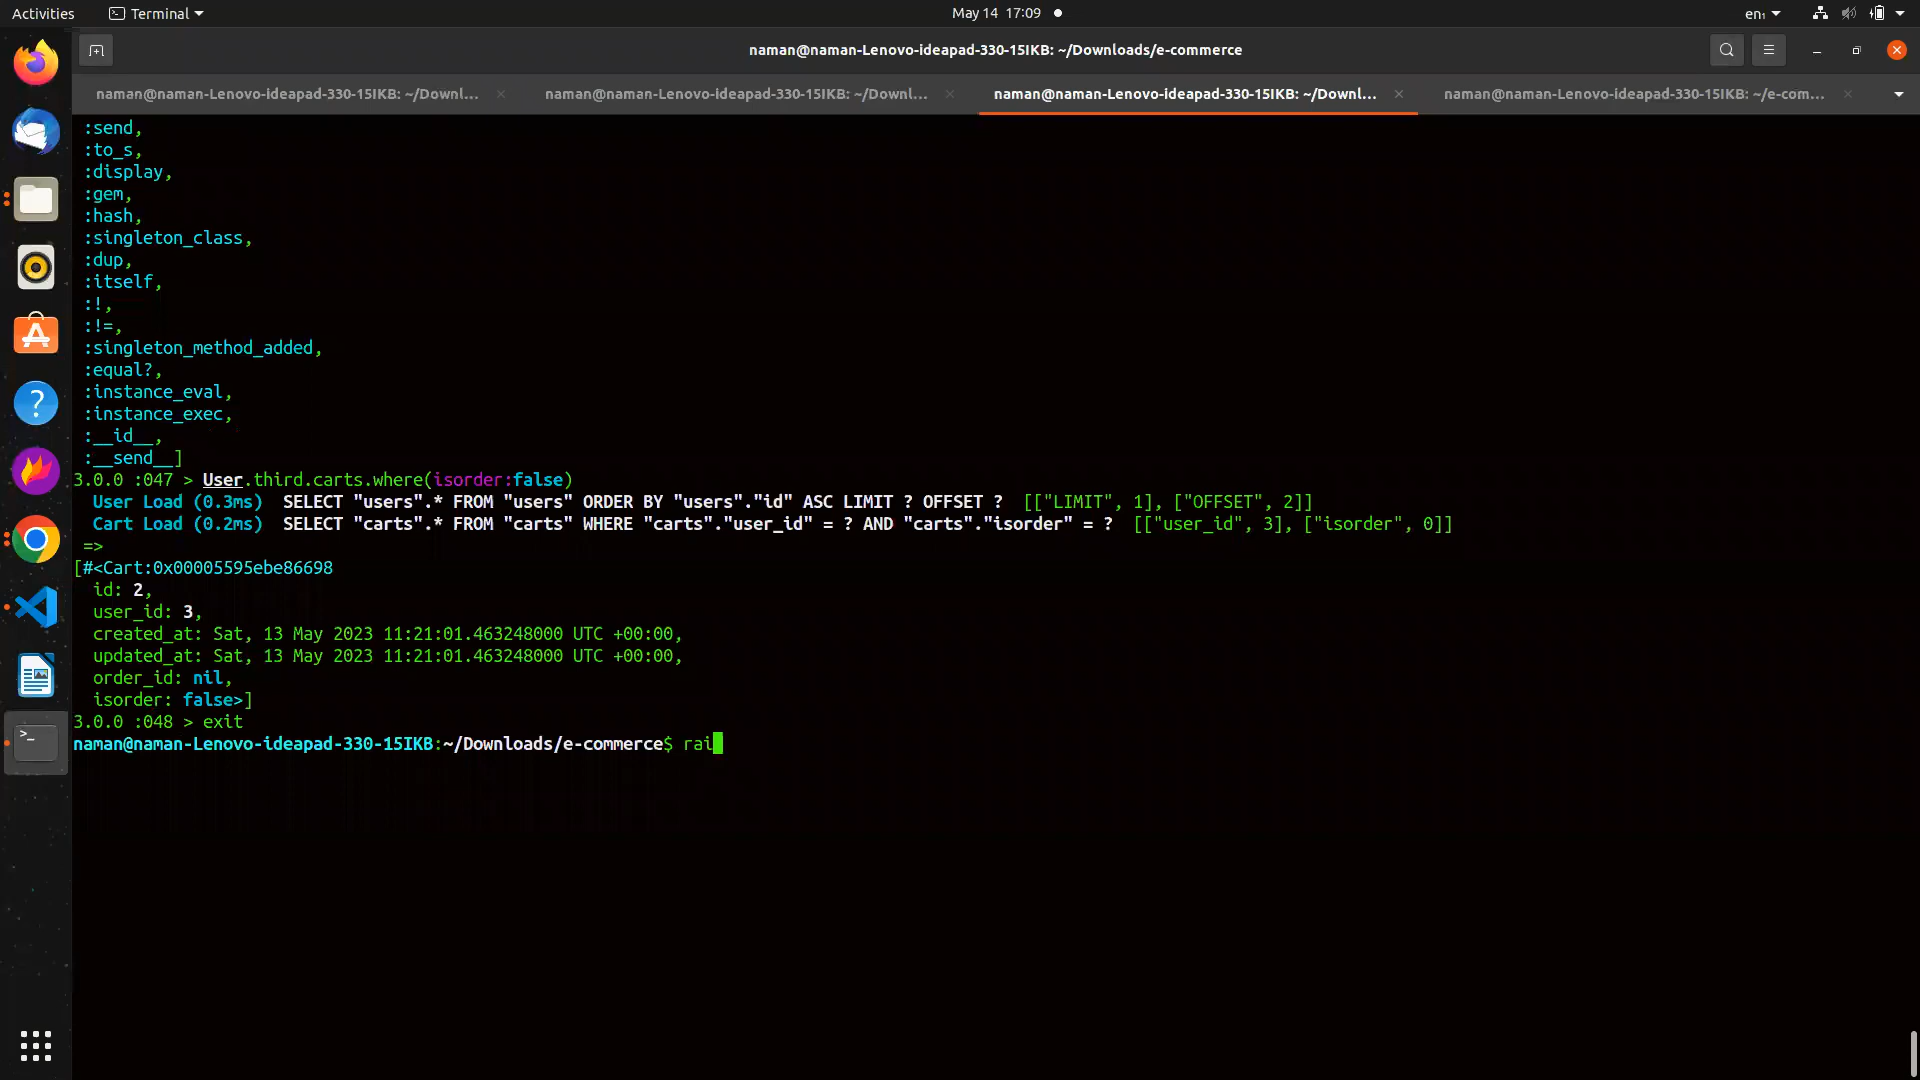 Activities
Terminal
May 14 17:09
en₁
naman@naman-Lenovo-ideapad-330-15IKB: ~/Downloads/e-commerce
naman@naman-Lenovo-ideapad-330-15IKB: ~/Downl...
naman@naman-Lenovo-ideapad-330-15IKB: ~/Downl...
naman@naman-Lenovo-ideapad-330-15IKB: ~/Downl...
naman@naman-Lenovo-ideapad-330-15IKB: ~/e-com...
:send,
:to_s,
:display,
:gem,
:hash,
:singleton_class,
:dup,
:itself,
:!,
:!=,
:singleton_method_added,
:equal?,
:instance_eval,
:instance_exec,
:__id__,
:__send__]
3.0.0 :047 > User.third.carts.where(isorder:false)
User Load (0.3ms)  SELECT "users".* FROM "users" ORDER BY "users"."id" ASC LIMIT ? OFFSET ?  [["LIMIT", 1], ["OFFSET", 2]]
Cart Load (0.2ms)  SELECT "carts".* FROM "carts" WHERE "carts"."user_id" = ? AND "carts"."isorder" = ?  [["user_id", 3], ["isorder", 0]]
=>
[#<Cart:0x00005595ebe86698
id: 2,
user_id: 3,
created_at: Sat, 13 May 2023 11:21:01.463248000 UTC +00:00,
updated_at: Sat, 13 May 2023 11:21:01.463248000 UTC +00:00,
order_id: nil,
isorder: false>]
3.0.0 :048 > exit
naman@naman-Lenovo-ideapad-330-15IKB:~/Downloads/e-commerce$ rai